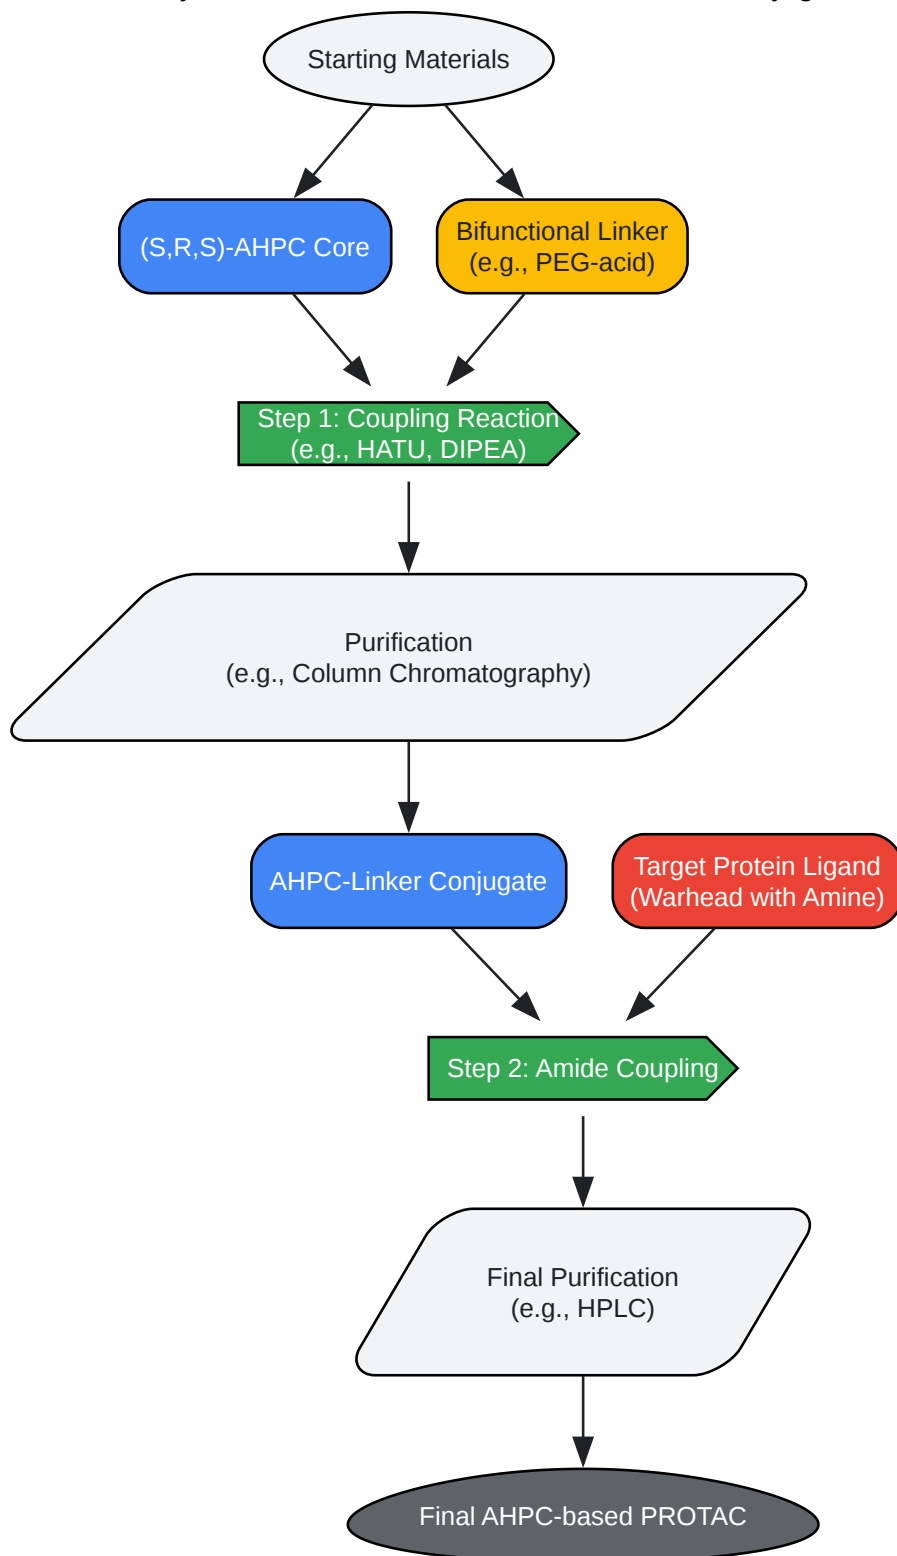 Starting Materials
(S,R,S)-AHPC Core
Bifunctional Linker
(e.g., PEG-acid)
Step 1: Coupling Reaction
(e.g., HATU, DIPEA)
Purification
(e.g., Column Chromatography)
AHPC-Linker Conjugate
Target Protein Ligand
(Warhead with Amine)
Step 2: Amide Coupling
Final Purification
(e.g., HPLC)
Final AHPC-based PROTAC